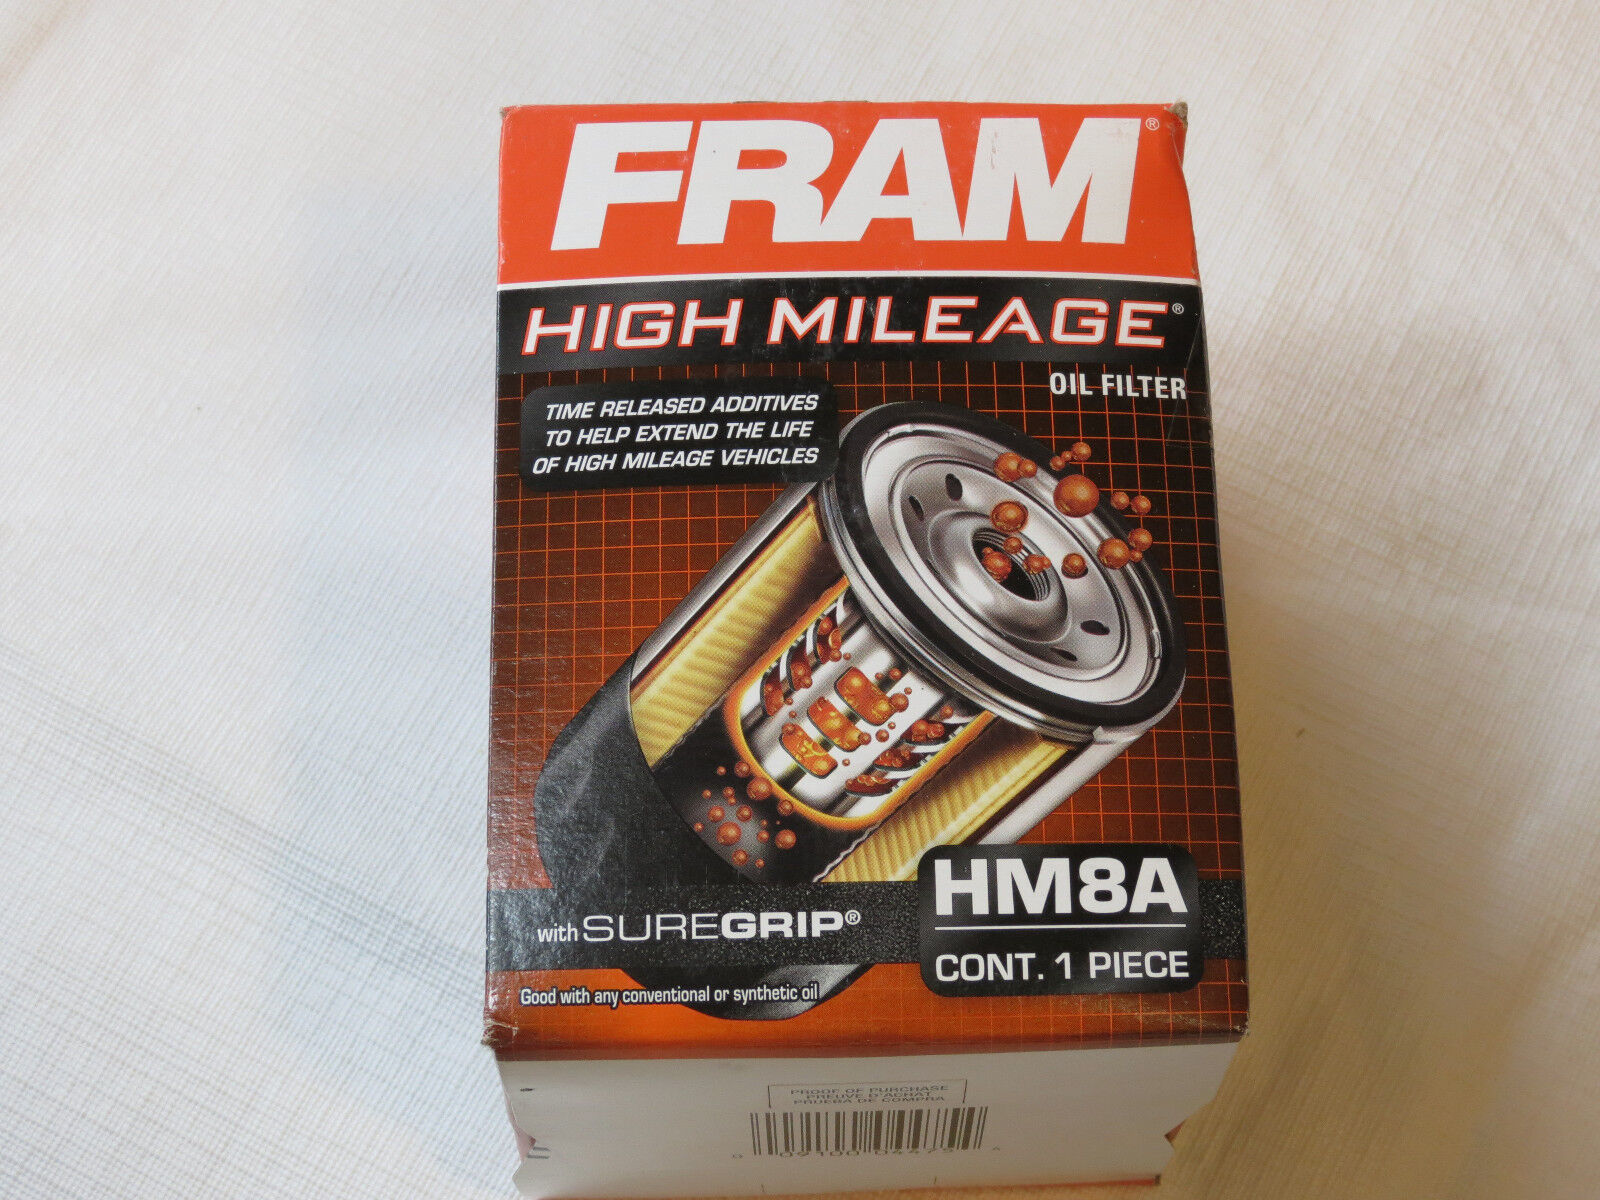 FRAM®
HIGH MILEAGE®
OIL FILTER
TIME RELEASED ADDITIVES
TO HELP EXTEND THE LIFE
OF HIGH MILEAGE VEHICLES
HM8A
with SUREGRIP®
CONT. 1 PIECE
Good with any conventional or synthetic oil
PROOF OF PURCHASE
PREUVE D'ACHAT
PRUEBA DE COMPRA